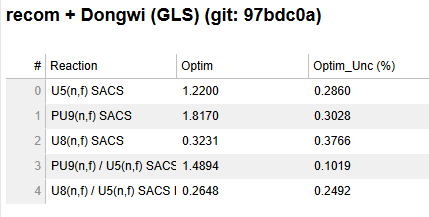 recom + Dongwi (GLS) (git: 97bdc0a)
# Reaction Optim Optim_Unc (%)
0 U5(n,f) SACS 1.2200 0.2860
1 PU9(n,f) SACS 1.8170 0.3028
2 U8(n,f) SACS 0.3231 0.3766
3 PU9(n,f) / U5(n,f) SACS 1.4894 0.1019
4 U8(n,f) / U5(n,f) SACS 0.2648 0.2492